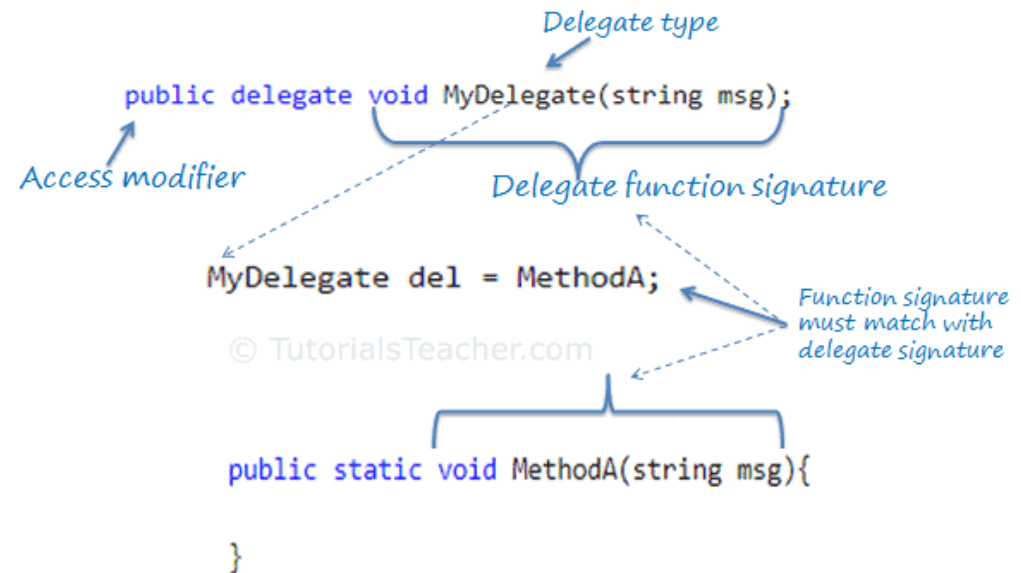 Delegate type
public delegate void MyDelegate(string msg);
Access modifier
Delegate function signature
MyDelegate del = MethodA;
Function signature
must match with
delegate signature
© TutorialsTeacher.com
public static void MethodA(string msg){
}